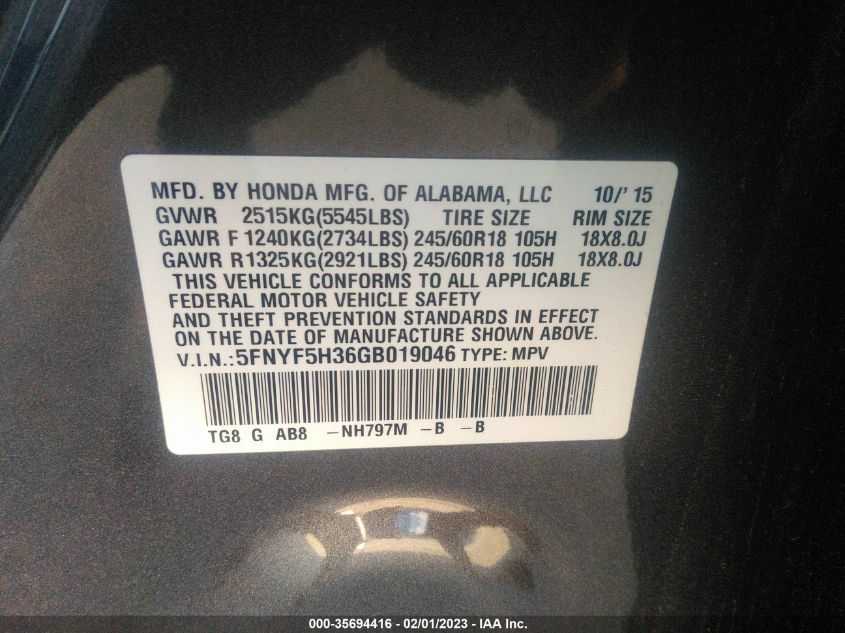 MFD. BY HONDA MFG. OF ALABAMA, LLC 10/'15
GVWR 2515KG(5545LBS) TIRE SIZE RIM SIZE
GAWR F 1240KG(2734LBS) 245/60R18 105H 18X8.0J
GAWR R1325KG(2921LBS) 245/60R18 105H 18X8.0J
THIS VEHICLE CONFORMS TO ALL APPLICABLE
FEDERAL MOTOR VEHICLE SAFETY
AND THEFT PREVENTION STANDARDS IN EFFECT
ON THE DATE OF MANUFACTURE SHOWN ABOVE.
V.I.N.:5FNYF5H36GB019046 TYPE: MPV
TG8 G AB8 -NH797M -B -B
000-35694416 - 02/01/2023 - IAA Inc.